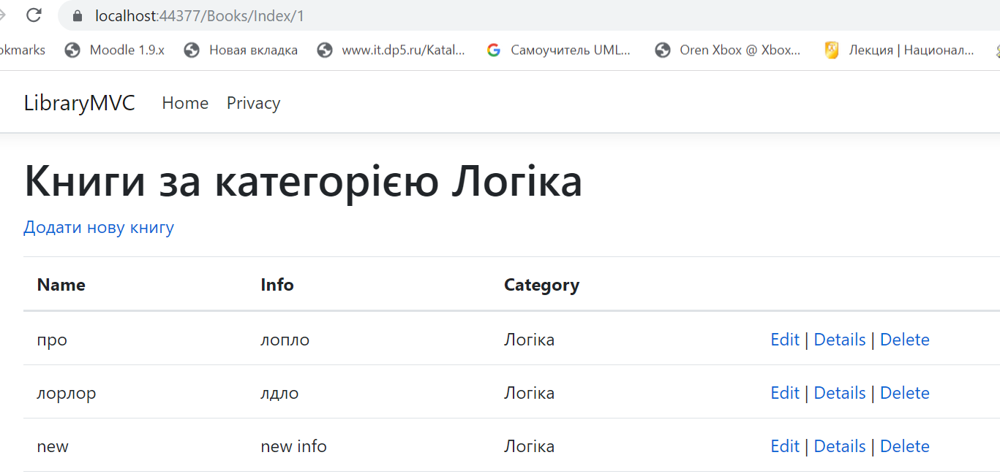 localhost:44377/Books/Index/1
okmarks Moodle 1.9.x Новая вкладка www.it.dp5.ru/Katal... Самоучитель UML... Oren Xbox @ Xbox... Лекция | Национал...
LibraryMVC Home Privacy
Книги за категорією Логіка
Додати нову книгу
Name Info Category
про лопло Логіка Edit | Details | Delete
лорлор лдло Логіка Edit | Details | Delete
new new info Логіка Edit | Details | Delete